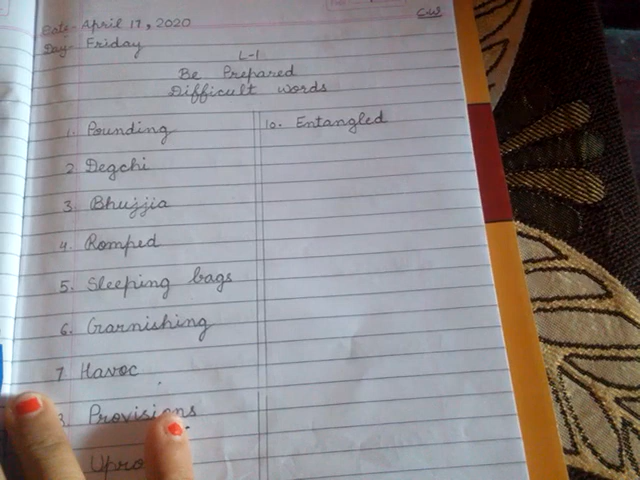 Date- April 17, 2020
Day- Friday
C.W
L-1
Be Prepared
Difficult words
1. Pounding
2. Degchi
3. Bhujjia
4. Romped
5. Sleeping bags
6. Garnishing
7. Havoc
8. Provisions
10. Entangled